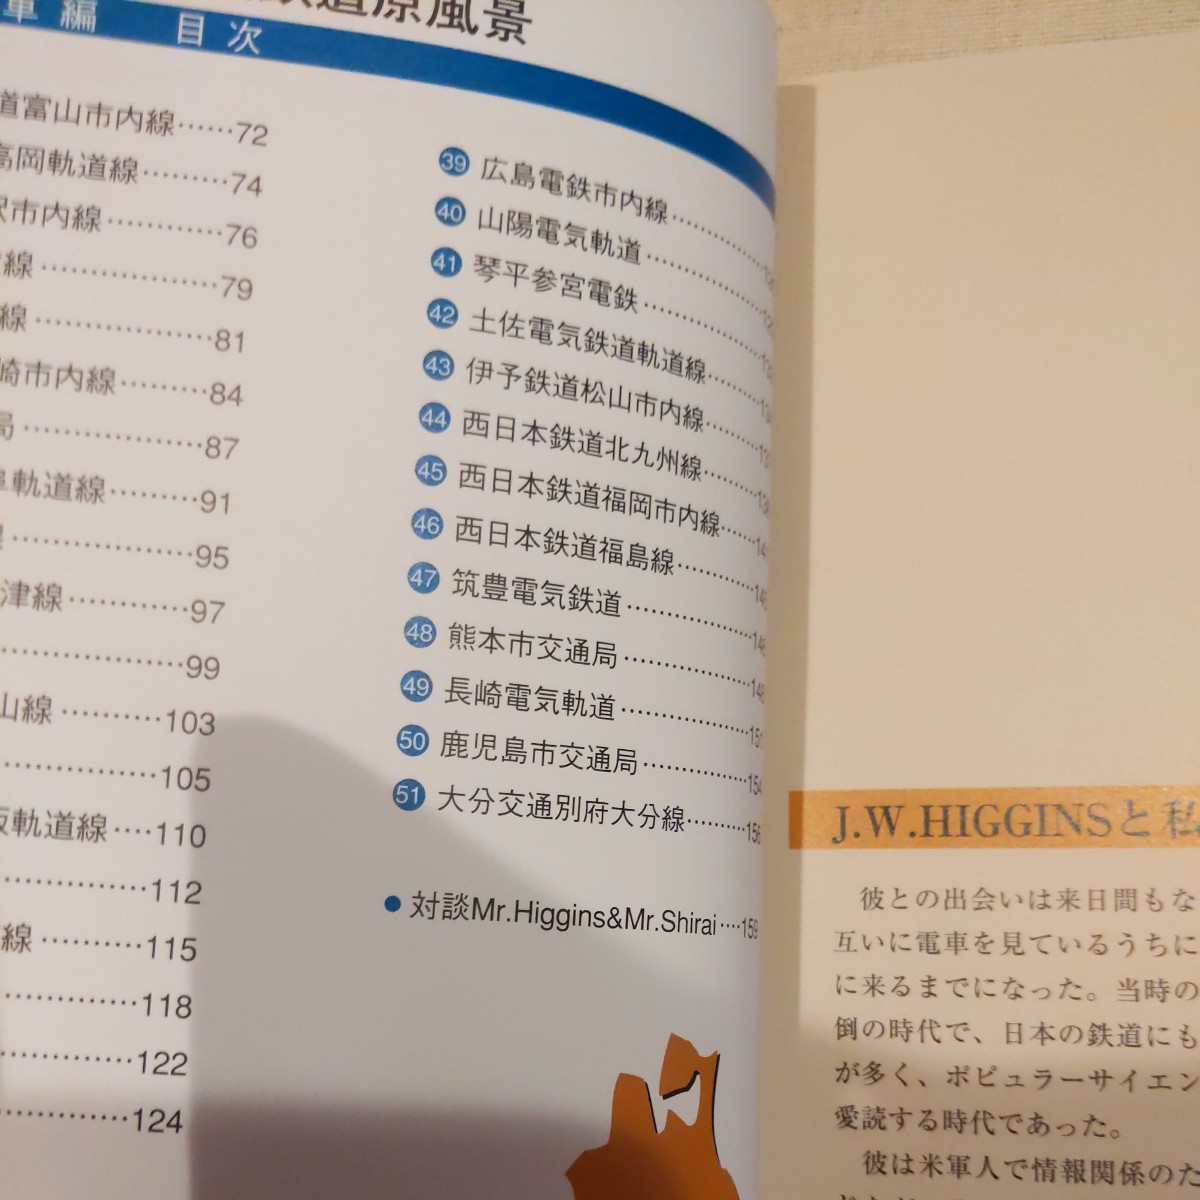 道原風景
車編 目次
道富山市内線……72
高岡軌道線………74
沢市内線…………76
線………………79
線………………81
崎市内線………84
局………………87
軌道線………91
………………95
津線…………97
………………99
山線………103
……………105
阪軌道線…110
……………112
線………115
……………118
……………122
……………124
39 広島電鉄市内線
40 山陽電気軌道
41 琴平参宮電鉄
42 土佐電気鉄道軌道線
43 伊予鉄道松山市内線
44 西日本鉄道北九州線
45 西日本鉄道福岡市内線
46 西日本鉄道福島線
47 筑豊電気鉄道
48 熊本市交通局
49 長崎電気軌道………151
50 鹿児島市交通局………154
51 大分交通別府大分線………156
●対談Mr.Higgins&Mr.Shirai…159
J.W.HIGGINSと私
彼との出会いは来日間もな
互いに電車を見ているうちに
に来るまでになった。当時の
倒の時代で、日本の鉄道にも
が多く、ポピュラーサイエン
愛読する時代であった。
彼は米軍人で情報関係のた